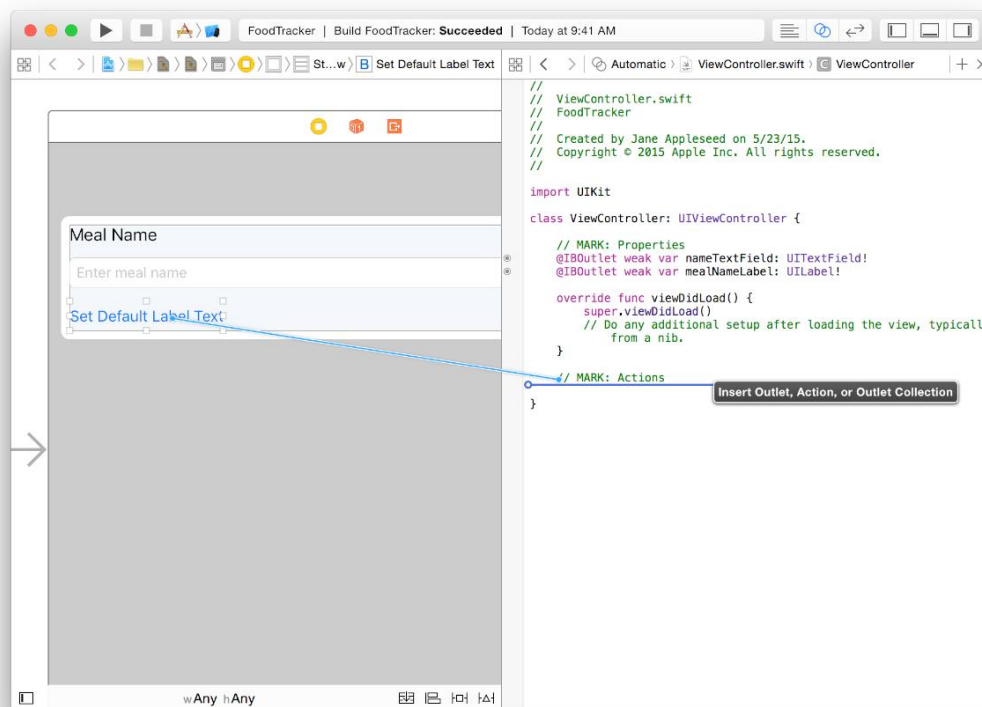 FoodTracker | Build FoodTracker: Succeeded | Today at 9:41 AM
St...w B Set Default Label Text
Automatic ViewController.swift C ViewController
Meal Name
Enter meal name
Set Default Label Text
wAny hAny
//
// ViewController.swift
// FoodTracker
//
// Created by Jane Appleseed on 5/23/15.
// Copyright © 2015 Apple Inc. All rights reserved.
//
import UIKit
class ViewController: UIViewController {
// MARK: Properties
@IBOutlet weak var nameTextField: UITextField!
@IBOutlet weak var mealNameLabel: UILabel!
override func viewDidLoad() {
super.viewDidLoad()
// Do any additional setup after loading the view, typicall
from a nib.
}
// MARK: Actions
Insert Outlet, Action, or Outlet Collection
}